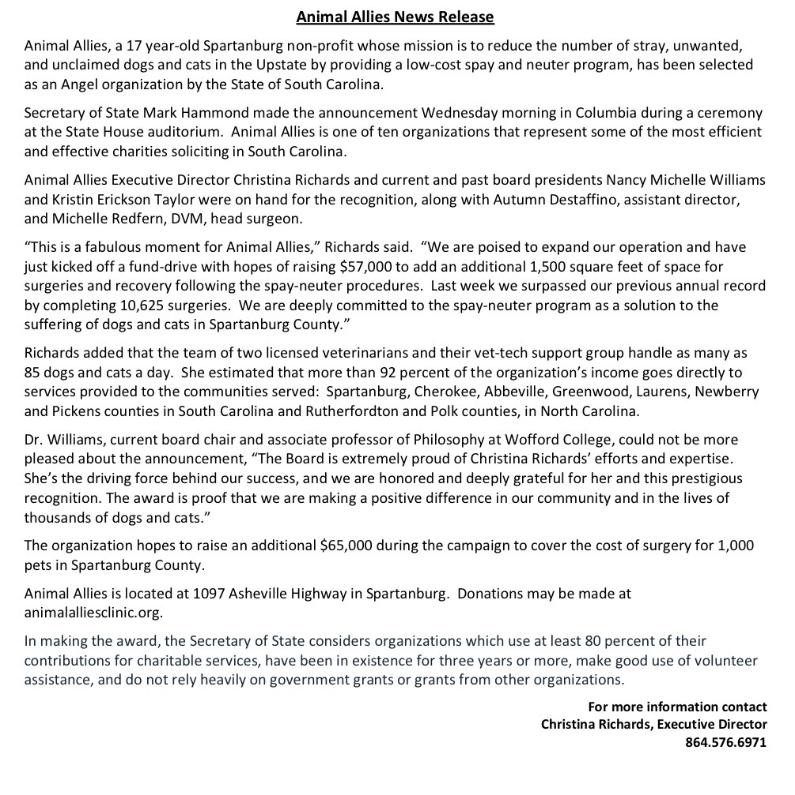 Animal Allies News Release
Animal Allies, a 17 year-old Spartanburg non-profit whose mission is to reduce the number of stray, unwanted,
and unclaimed dogs and cats in the Upstate by providing a low-cost spay and neuter program, has been selected
as an Angel organization by the State of South Carolina.
Secretary of State Mark Hammond made the announcement Wednesday morning in Columbia during a ceremony
at the State House auditorium.  Animal Allies is one of ten organizations that represent some of the most efficient
and effective charities soliciting in South Carolina.
Animal Allies Executive Director Christina Richards and current and past board presidents Nancy Michelle Williams
and Kristin Erickson Taylor were on hand for the recognition, along with Autumn Destaffino, assistant director,
and Michelle Redfern, DVM, head surgeon.
“This is a fabulous moment for Animal Allies,” Richards said.  “We are poised to expand our operation and have
just kicked off a fund-drive with hopes of raising $57,000 to add an additional 1,500 square feet of space for
surgeries and recovery following the spay-neuter procedures.  Last week we surpassed our previous annual record
by completing 10,625 surgeries.  We are deeply committed to the spay-neuter program as a solution to the
suffering of dogs and cats in Spartanburg County.”
Richards added that the team of two licensed veterinarians and their vet-tech support group handle as many as
85 dogs and cats a day.  She estimated that more than 92 percent of the organization’s income goes directly to
services provided to the communities served:  Spartanburg, Cherokee, Abbeville, Greenwood, Laurens, Newberry
and Pickens counties in South Carolina and Rutherfordton and Polk counties, in North Carolina.
Dr. Williams, current board chair and associate professor of Philosophy at Wofford College, could not be more
pleased about the announcement, “The Board is extremely proud of Christina Richards’ efforts and expertise.
She’s the driving force behind our success, and we are honored and deeply grateful for her and this prestigious
recognition. The award is proof that we are making a positive difference in our community and in the lives of
thousands of dogs and cats.”
The organization hopes to raise an additional $65,000 during the campaign to cover the cost of surgery for 1,000
pets in Spartanburg County.
Animal Allies is located at 1097 Asheville Highway in Spartanburg.  Donations may be made at
animalalliesclinic.org.
In making the award, the Secretary of State considers organizations which use at least 80 percent of their
contributions for charitable services, have been in existence for three years or more, make good use of volunteer
assistance, and do not rely heavily on government grants or grants from other organizations.
For more information contact
Christina Richards, Executive Director
864.576.6971